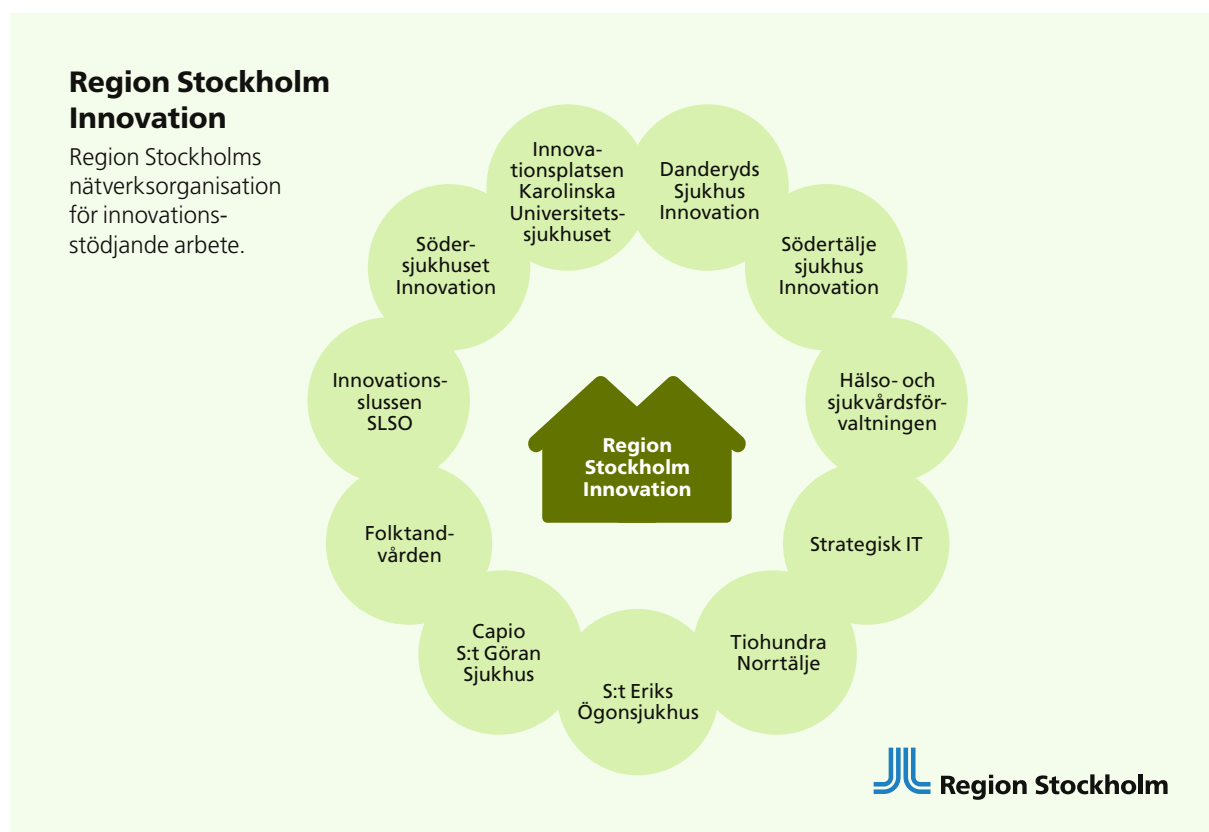 Region Stockholm
Innovation
Region Stockholms
nätverksorganisation
för innovations-
stödjande arbete.
Innova-
tionsplatsen
Karolinska
Universitets-
sjukhuset
Danderyds
Sjukhus
Innovation
Södertälje
sjukhus
Innovation
Hälso- och
sjukvårdsför-
valtningen
Strategisk IT
Tiohundra
Norrtälje
S:t Eriks
Ögonsjukhus
Capio
S:t Göran
Sjukhus
Folktand-
vården
Innovations-
slussen
SLSO
Söder-
sjukhuset
Innovation
Region
Stockholm
Innovation
Region Stockholm